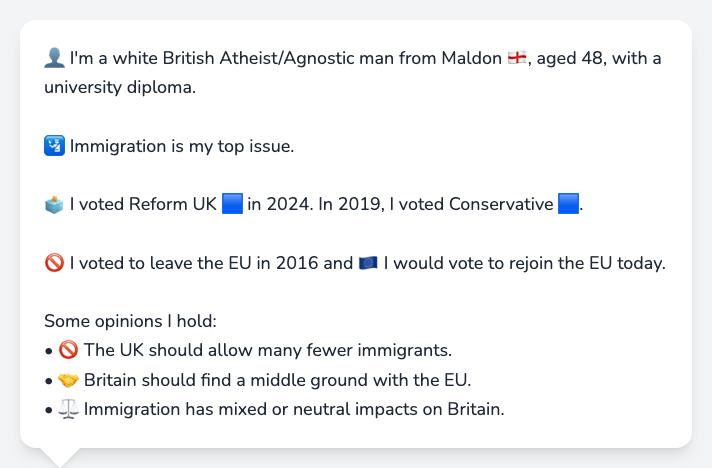 👤 I'm a white British Atheist/Agnostic man from Maldon 🏴󠁧󠁢󠁥󠁮󠁧󠁿, aged 48, with a
university diploma.
🛂 Immigration is my top issue.
🗳️ I voted Reform UK 🟦 in 2024. In 2019, I voted Conservative 🟦.
🚫 I voted to leave the EU in 2016 and 🇪🇺 I would vote to rejoin the EU today.
Some opinions I hold:
• 🚫 The UK should allow many fewer immigrants.
• 🤝 Britain should find a middle ground with the EU.
• ⚖️ Immigration has mixed or neutral impacts on Britain.